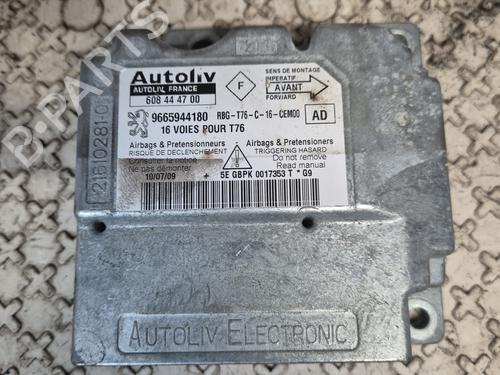 Autoliv
AUTOLIV, FRANCE
608 44 47 00
F
SENS DE MONTAGE
IMPERATIF
AVANT
FORWARD
9665944180
RBG-T76-C-16-CEM00
AD
16 VOIES POUR T76
Airbags & Pretensionneurs
RISQUE DE DECLENCHEMENT
Consulter la notice
Ne pas démonter
Airbags & Pretensioners
TRIGGERING HASARD
Do not remove
Read manual
10/07/09
+ 5E GBPK 0017353 T * G9
AUTOLIV ELECTRONIC
B-PARTS